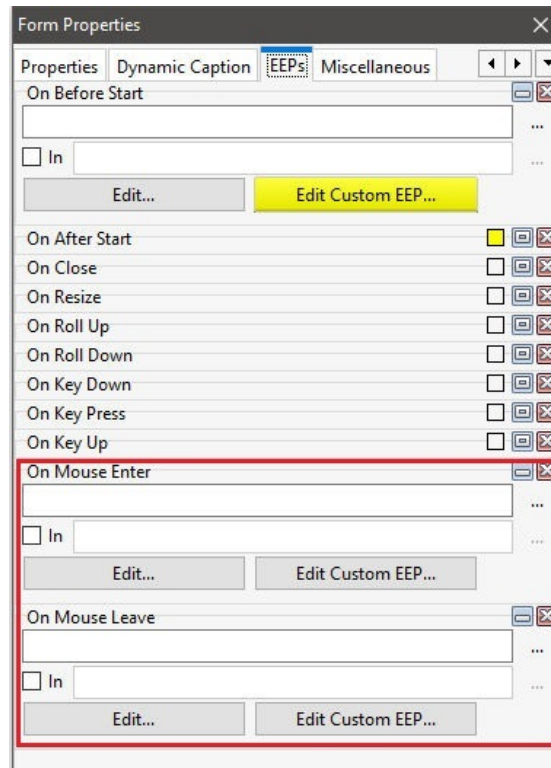 Form Properties
Properties Dynamic Caption EEPs Miscellaneous
On Before Start
...
In
...
Edit... Edit Custom EEP...
On After Start
On Close
On Resize
On Roll Up
On Roll Down
On Key Down
On Key Press
On Key Up
On Mouse Enter
...
In
...
Edit... Edit Custom EEP...
On Mouse Leave
...
In
...
Edit... Edit Custom EEP...